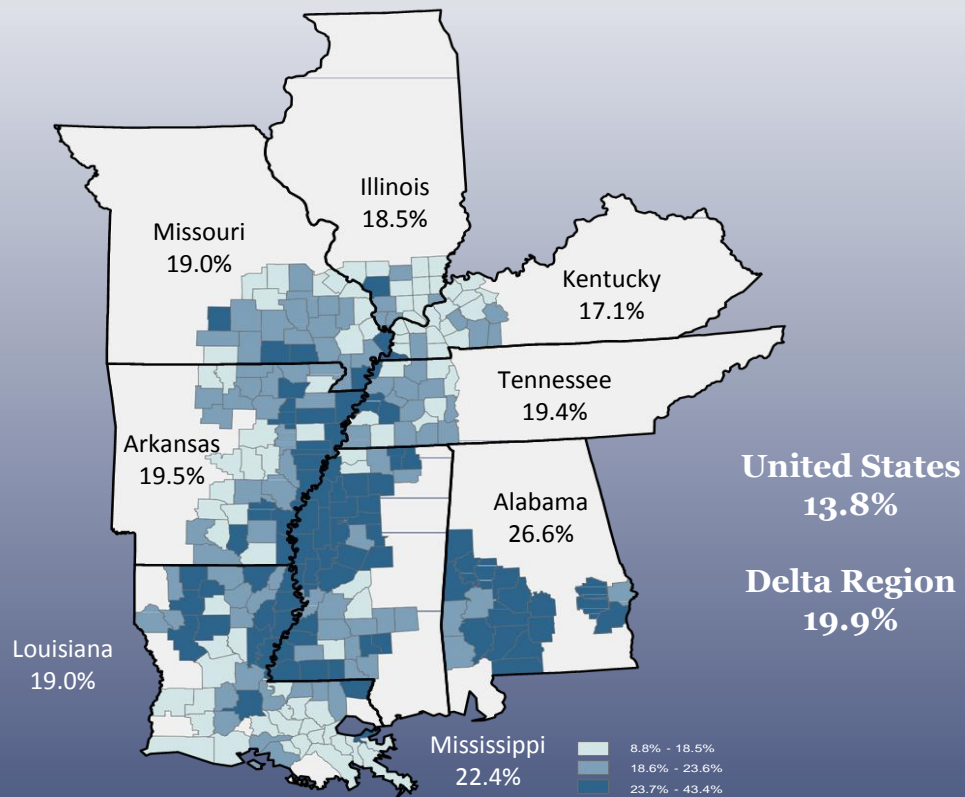 Illinois
18.5%
Missouri
19.0%
Kentucky
17.1%
Tennessee
19.4%
Arkansas
19.5%
United States
13.8%
Alabama
26.6%
Delta Region
19.9%
Louisiana
19.0%
Mississippi
22.4%
8.8% - 18.5%
18.6% - 23.6%
23.7% - 43.4%